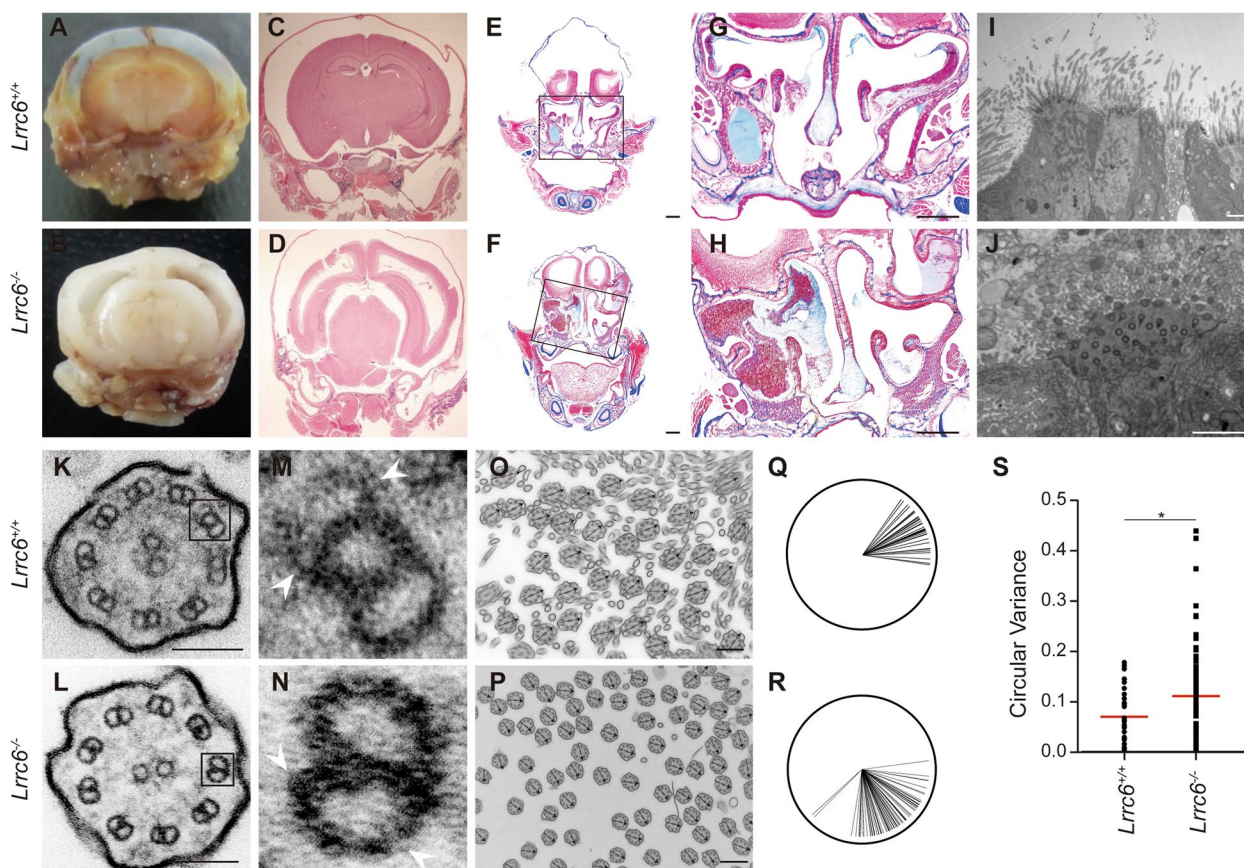 A
C
E
G
I
Lrrc6+/+
B
D
F
H
J
Lrrc6-/-
K
M
O
Q
S
Lrrc6+/+
L
N
P
R
Lrrc6-/-
Circular Variance
0.5
0.4
0.3
0.2
0.1
0.0
*
Lrrc6+/+
Lrrc6-/-